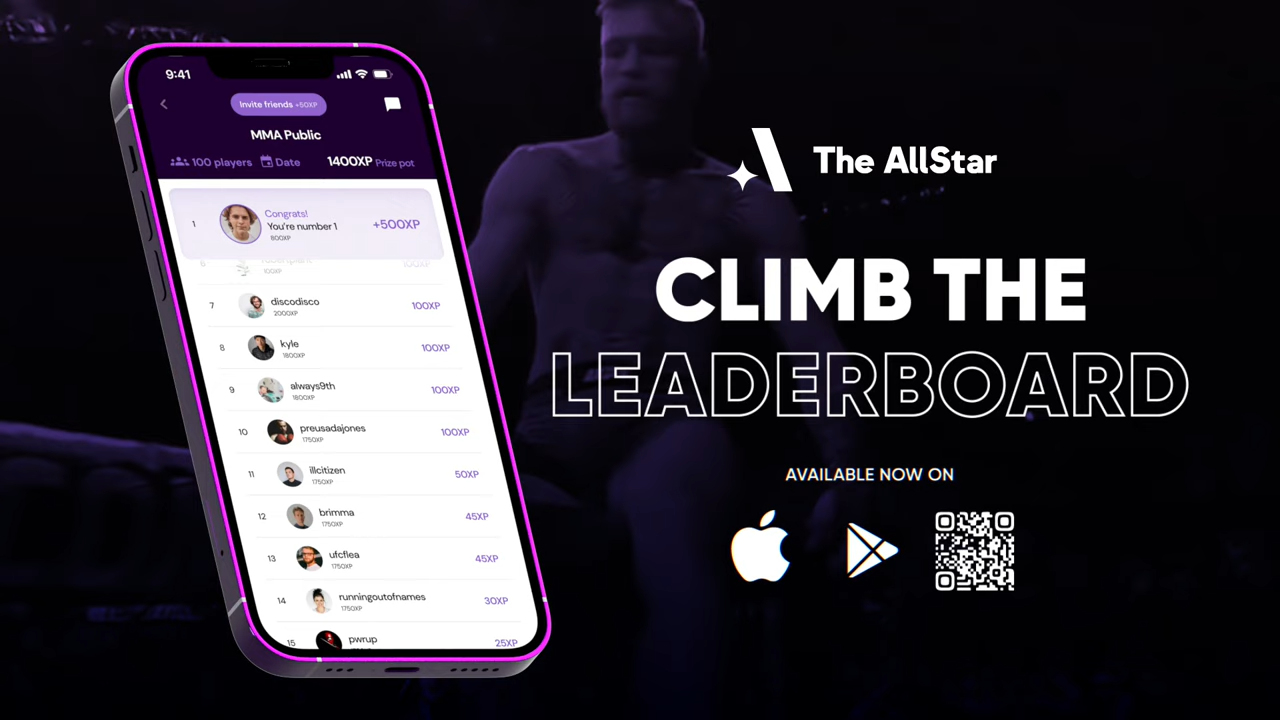 9:41
Invite friends +50XP
MMA Public
100 players Date 1400XP Prize pot
1 Congrats! +500XP
You're number 1
800XP
6 100XP
100XP
7 discodisco 100XP
2000XP
8 kyle 100XP
1800XP
9 always9th 100XP
1800XP
10 preusadajones 100XP
1750XP
11 illcitizen 50XP
1750XP
12 brimma 45XP
1750XP
13 ufcflea 45XP
1750XP
14 runningoutofnames 30XP
1750XP
15 pwrup 25XP
The AllStar
CLIMB THE
LEADERBOARD
AVAILABLE NOW ON